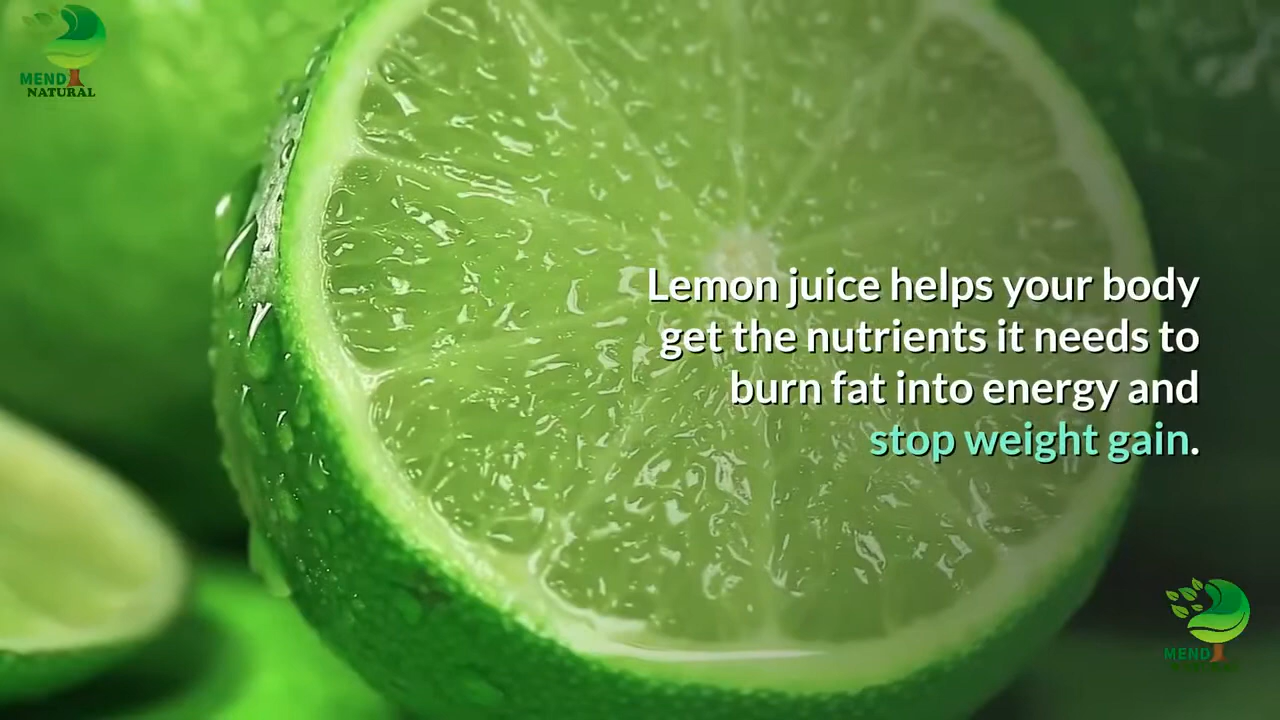 MEND
NATURAL
Lemon juice helps your body
get the nutrients it needs to
burn fat into energy and
stop weight gain.
MEND